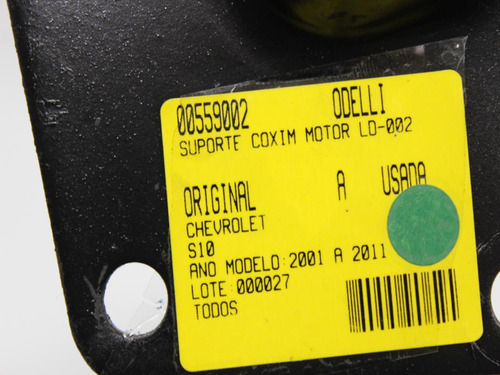 00559002 ODELLI
SUPORTE COXIM MOTOR LD-002
ORIGINAL A USADA
CHEVROLET
S10
ANO MODELO:2001 A 2011
LOTE:000027
TODOS